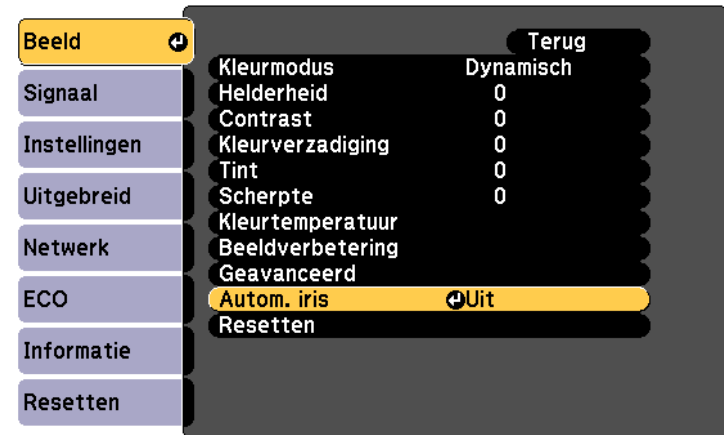 Beeld
Signaal
Instellingen
Uitgebreid
Netwerk
ECO
Informatie
Resetten
Terug
Kleurmodus Dynamisch
Helderheid 0
Contrast 0
Kleurverzadiging 0
Tint 0
Scherpte 0
Kleurtemperatuur
Beeldverbetering
Geavanceerd
Autom. iris Uit
Resetten